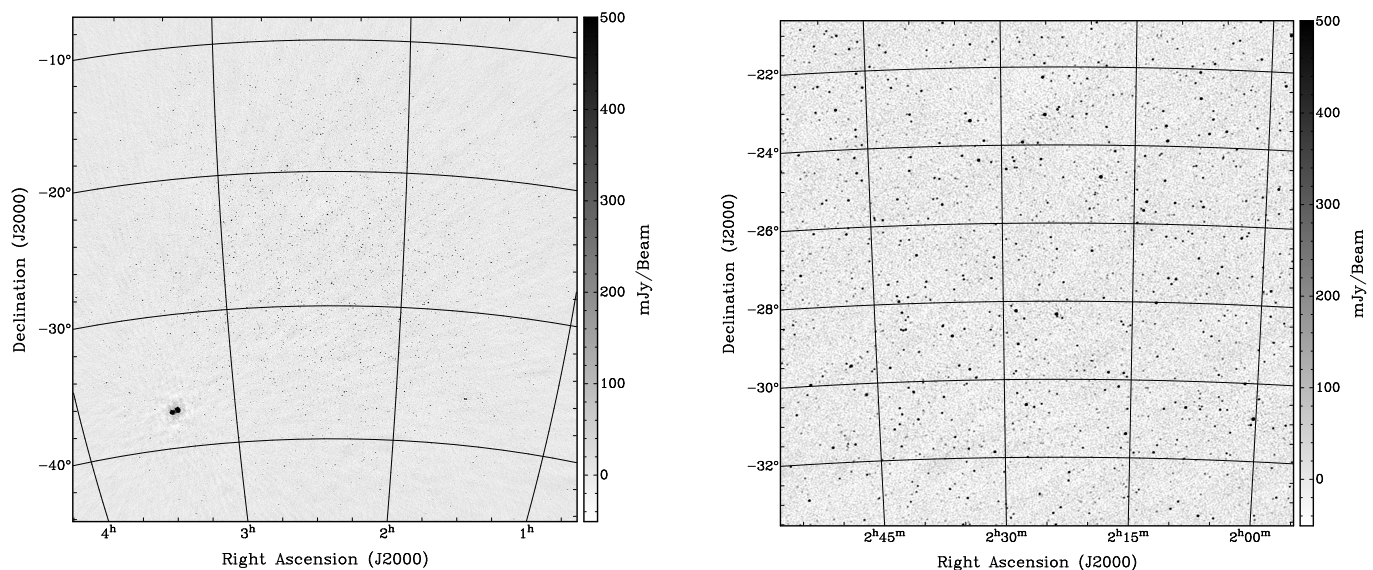 500
−10°
400
300
−20°
200
−30°
100
−40°
0
4ʰ
3ʰ
2ʰ
1ʰ
Right Ascension (J2000)
Declination (J2000)
mJy/Beam
500
−22°
400
−24°
300
−26°
200
−28°
−30°
100
−32°
0
2ʰ45ᵐ
2ʰ30ᵐ
2ʰ15ᵐ
2ʰ00ᵐ
Right Ascension (J2000)
Declination (J2000)
mJy/Beam